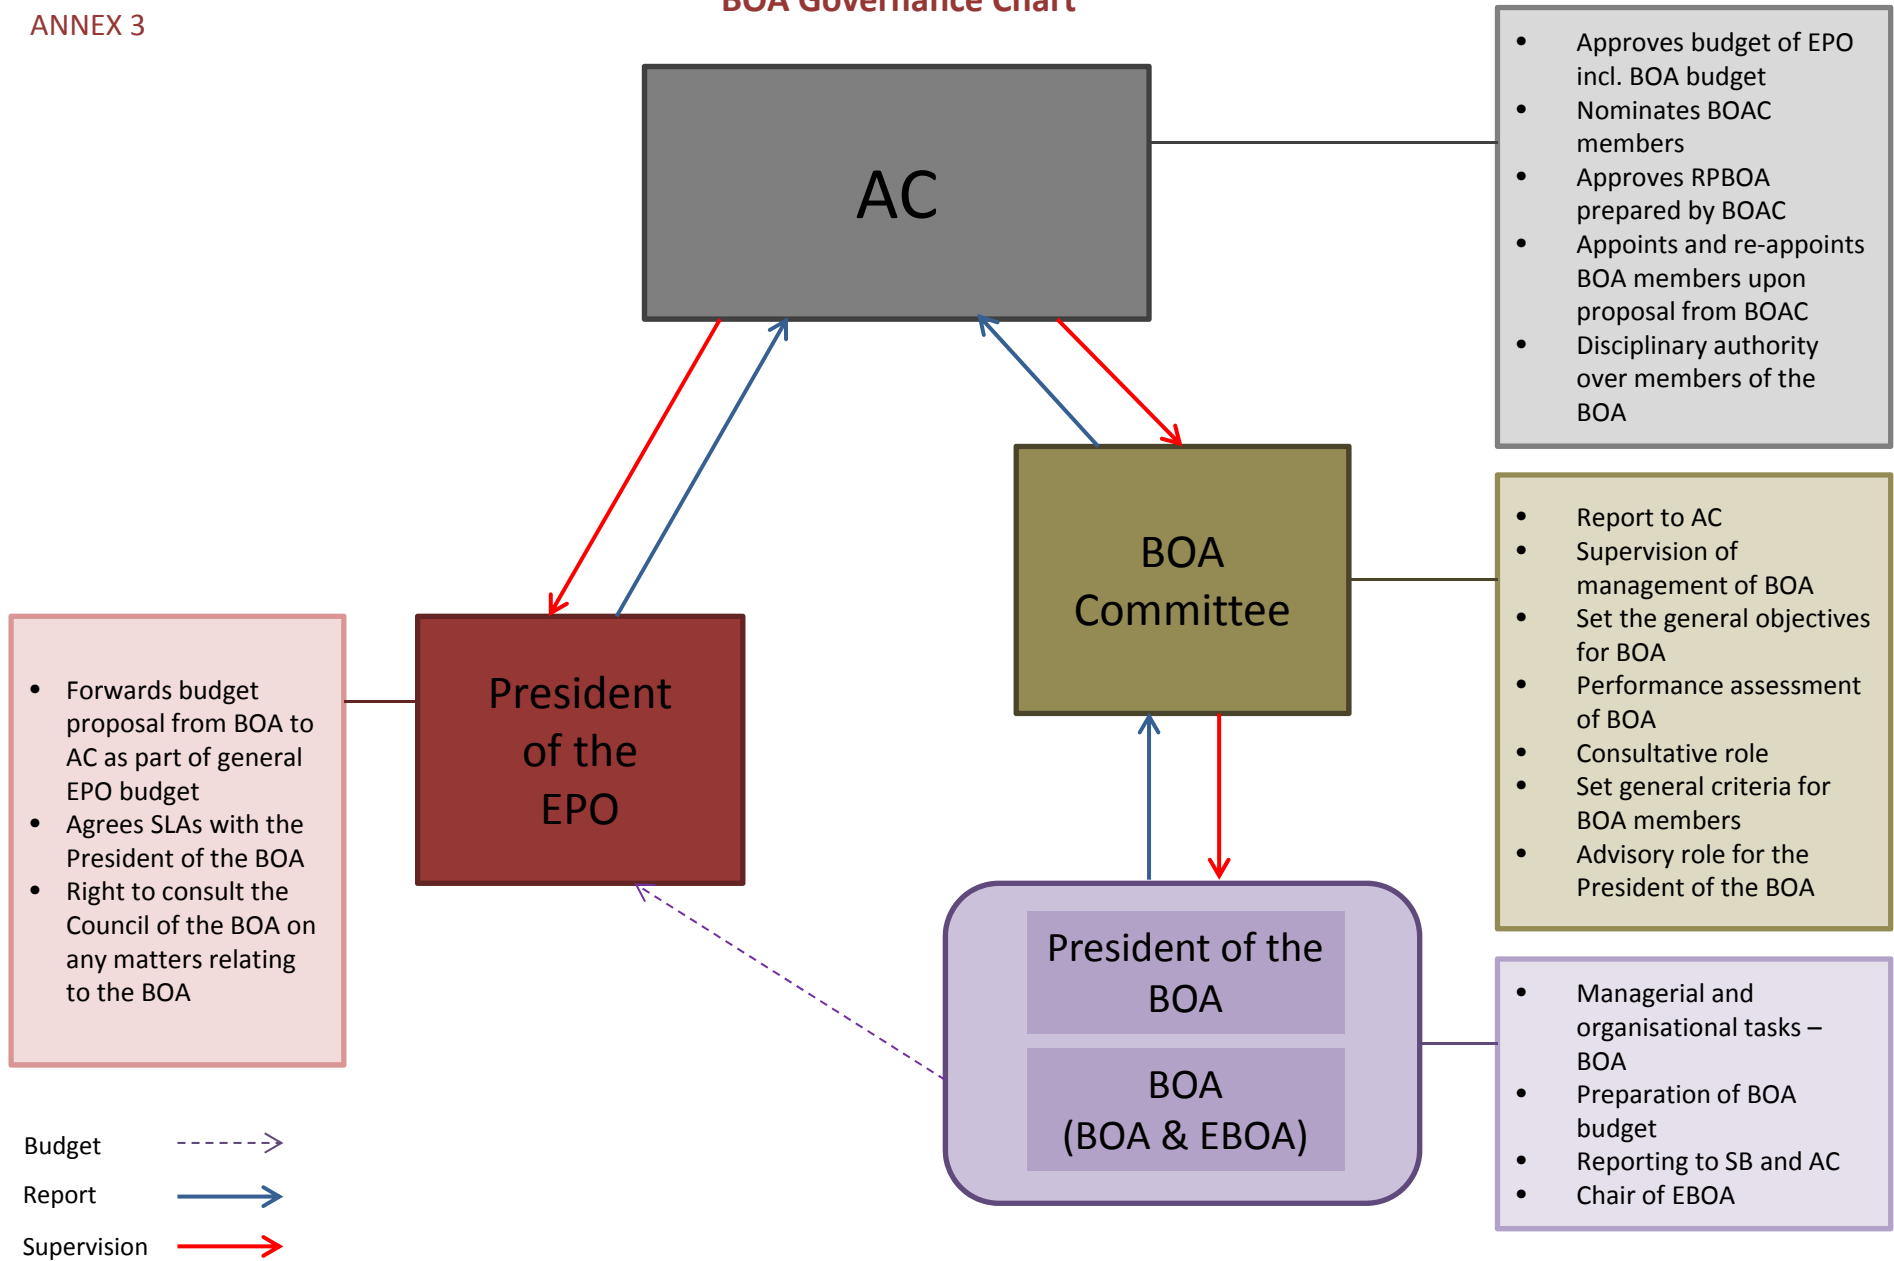 BOA Governance Chart
ANNEX 3
AC
• Approves budget of EPO
incl. BOA budget
• Nominates BOAC
members
• Approves RPBOA
prepared by BOAC
• Appoints and re-appoints
BOA members upon
proposal from BOAC
• Disciplinary authority
over members of the
BOA
BOA
Committee
• Report to AC
• Supervision of
management of BOA
• Set the general objectives
for BOA
• Performance assessment
of BOA
• Consultative role
• Set general criteria for
BOA members
• Advisory role for the
President of the BOA
President
of the
EPO
• Forwards budget
proposal from BOA to
AC as part of general
EPO budget
• Agrees SLAs with the
President of the BOA
• Right to consult the
Council of the BOA on
any matters relating
to the BOA
President of the
BOA
BOA
(BOA & EBOA)
• Managerial and
organisational tasks –
BOA
• Preparation of BOA
budget
• Reporting to SB and AC
• Chair of EBOA
Budget
Report
Supervision